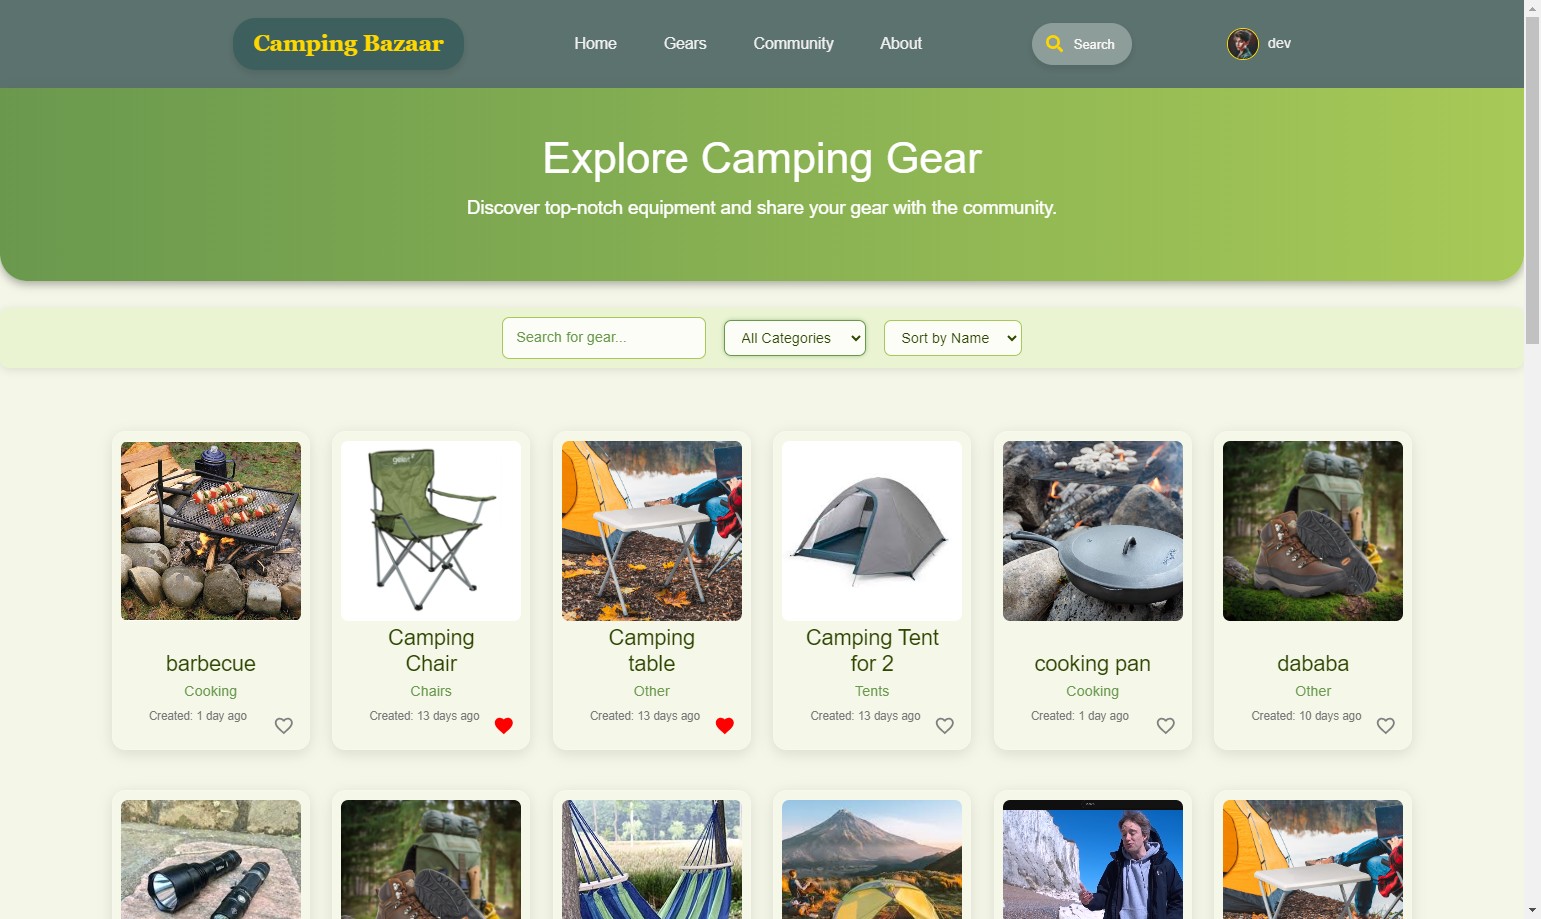 Camping Bazaar
Home
Gears
Community
About
Search
dev
Explore Camping Gear
Discover top-notch equipment and share your gear with the community.
Search for gear...
All Categories
Sort by Name
barbecue
Cooking
Created: 1 day ago
Camping
Chair
Chairs
Created: 13 days ago
Camping
table
Other
Created: 13 days ago
Camping Tent
for 2
Tents
Created: 13 days ago
cooking pan
Cooking
Created: 1 day ago
dababa
Other
Created: 10 days ago